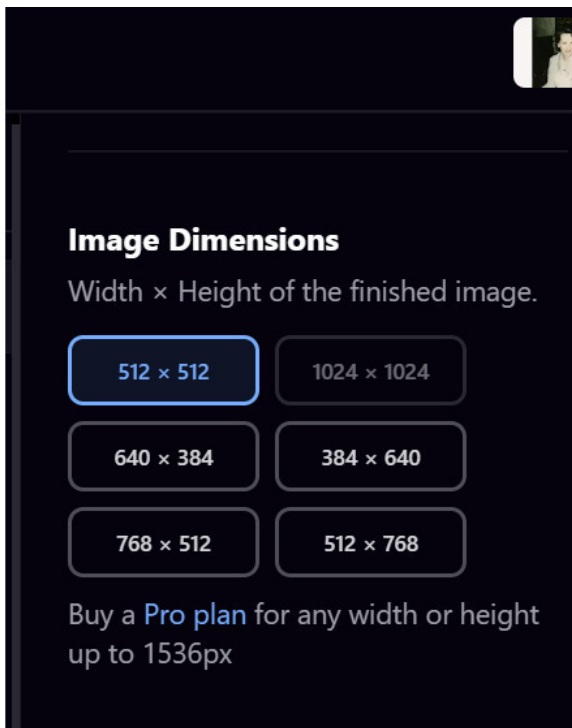 Image Dimensions
Width × Height of the finished image.
512 × 512
1024 × 1024
640 × 384
384 × 640
768 × 512
512 × 768
Buy a Pro plan for any width or height
up to 1536px